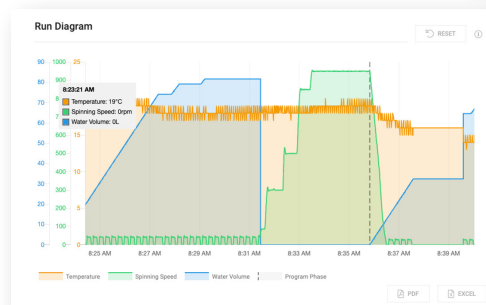 Run Diagram
RESET
90 1000 25
80 900
70 800
8:23:21 AM
Temperature: 19°C
Spinning Speed: 0rpm
Water Volume: 0L
60
50 15
500
40
400 10
30 300
20 200 5
10 100
0 0 0
8:25 AM 8:27 AM 8:29 AM 8:31 AM 8:33 AM 8:35 AM 8:37 AM 8:39 AM
Temperature Spinning Speed Water Volume Program Phase
PDF EXCEL